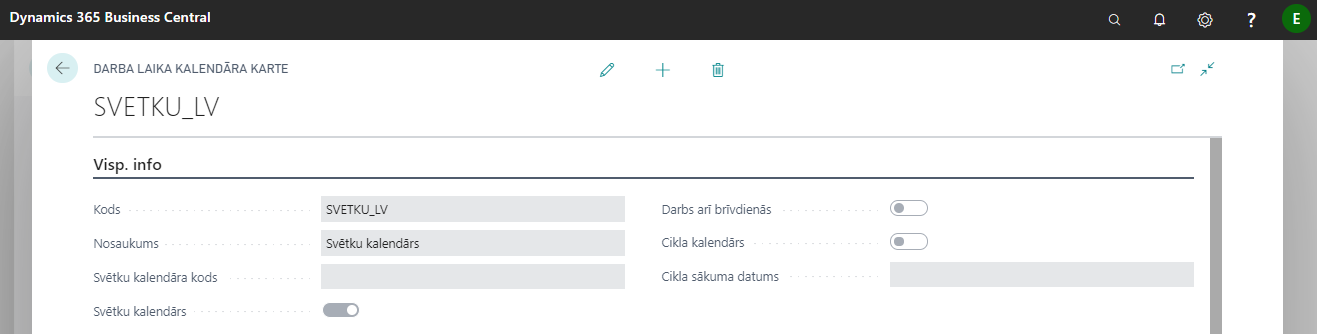 Dynamics 365 Business Central
?
E
DARBA LAIKA KALENDĀRA KARTE
SVETKU_LV
Visp. info
Kods SVETKU_LV
Nosaukums Svētku kalendārs
Svētku kalendāra kods
Svētku kalendārs
Darbs arī brīvdienās
Cikla kalendārs
Cikla sākuma datums